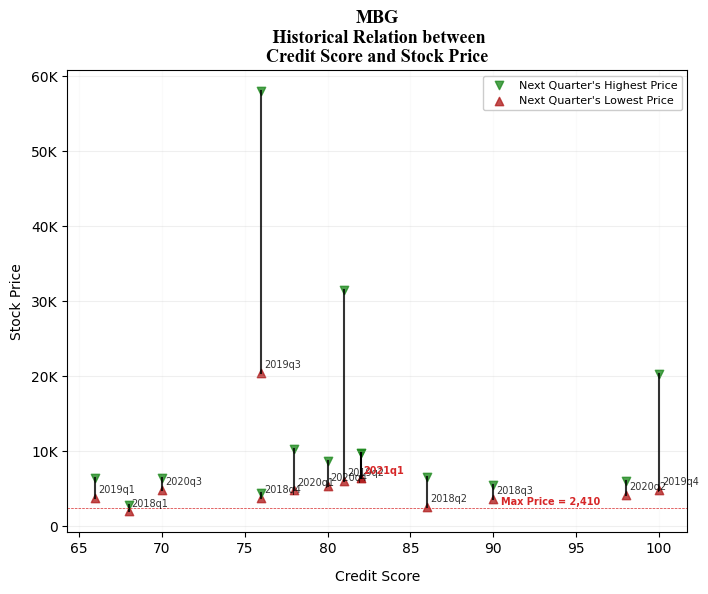 MBG
Historical Relation between
Credit Score and Stock Price
Next Quarter's Highest Price
Next Quarter's Lowest Price
60K
50K
40K
30K
20K
10K
0
Stock Price
2019q3
2019q1
2018q1
2020q3
2018q4
2020q1
2019q2
2021q1
2018q2
2018q3
Max Price = 2,410
2020q2
2019q4
65
70
75
80
85
90
95
100
Credit Score